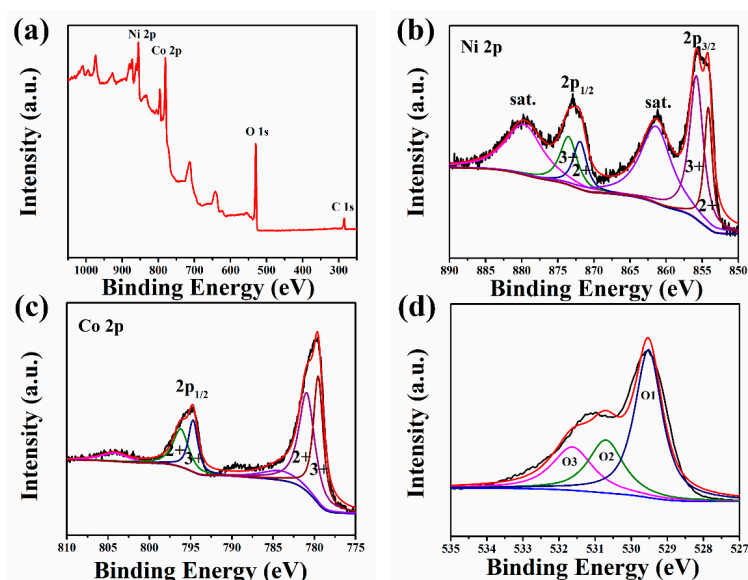 (a)
Ni 2p
Co 2p
O 1s
C 1s
Intensity (a.u.)
1000 900 800 700 600 500 400 300
Binding Energy (eV)
(b)
Ni 2p
2p3/2
sat.
2p1/2
sat.
3+
2+
3+
2+
Intensity (a.u.)
890 885 880 875 870 865 860 855 850
Binding Energy (eV)
(c)
Co 2p
2p1/2
2+
3+
2+
3+
Intensity (a.u.)
810 805 800 795 790 785 780 775
Binding Energy (eV)
(d)
O1
O2
O3
Intensity (a.u.)
535 534 533 532 531 530 529 528 527
Binding Energy (eV)